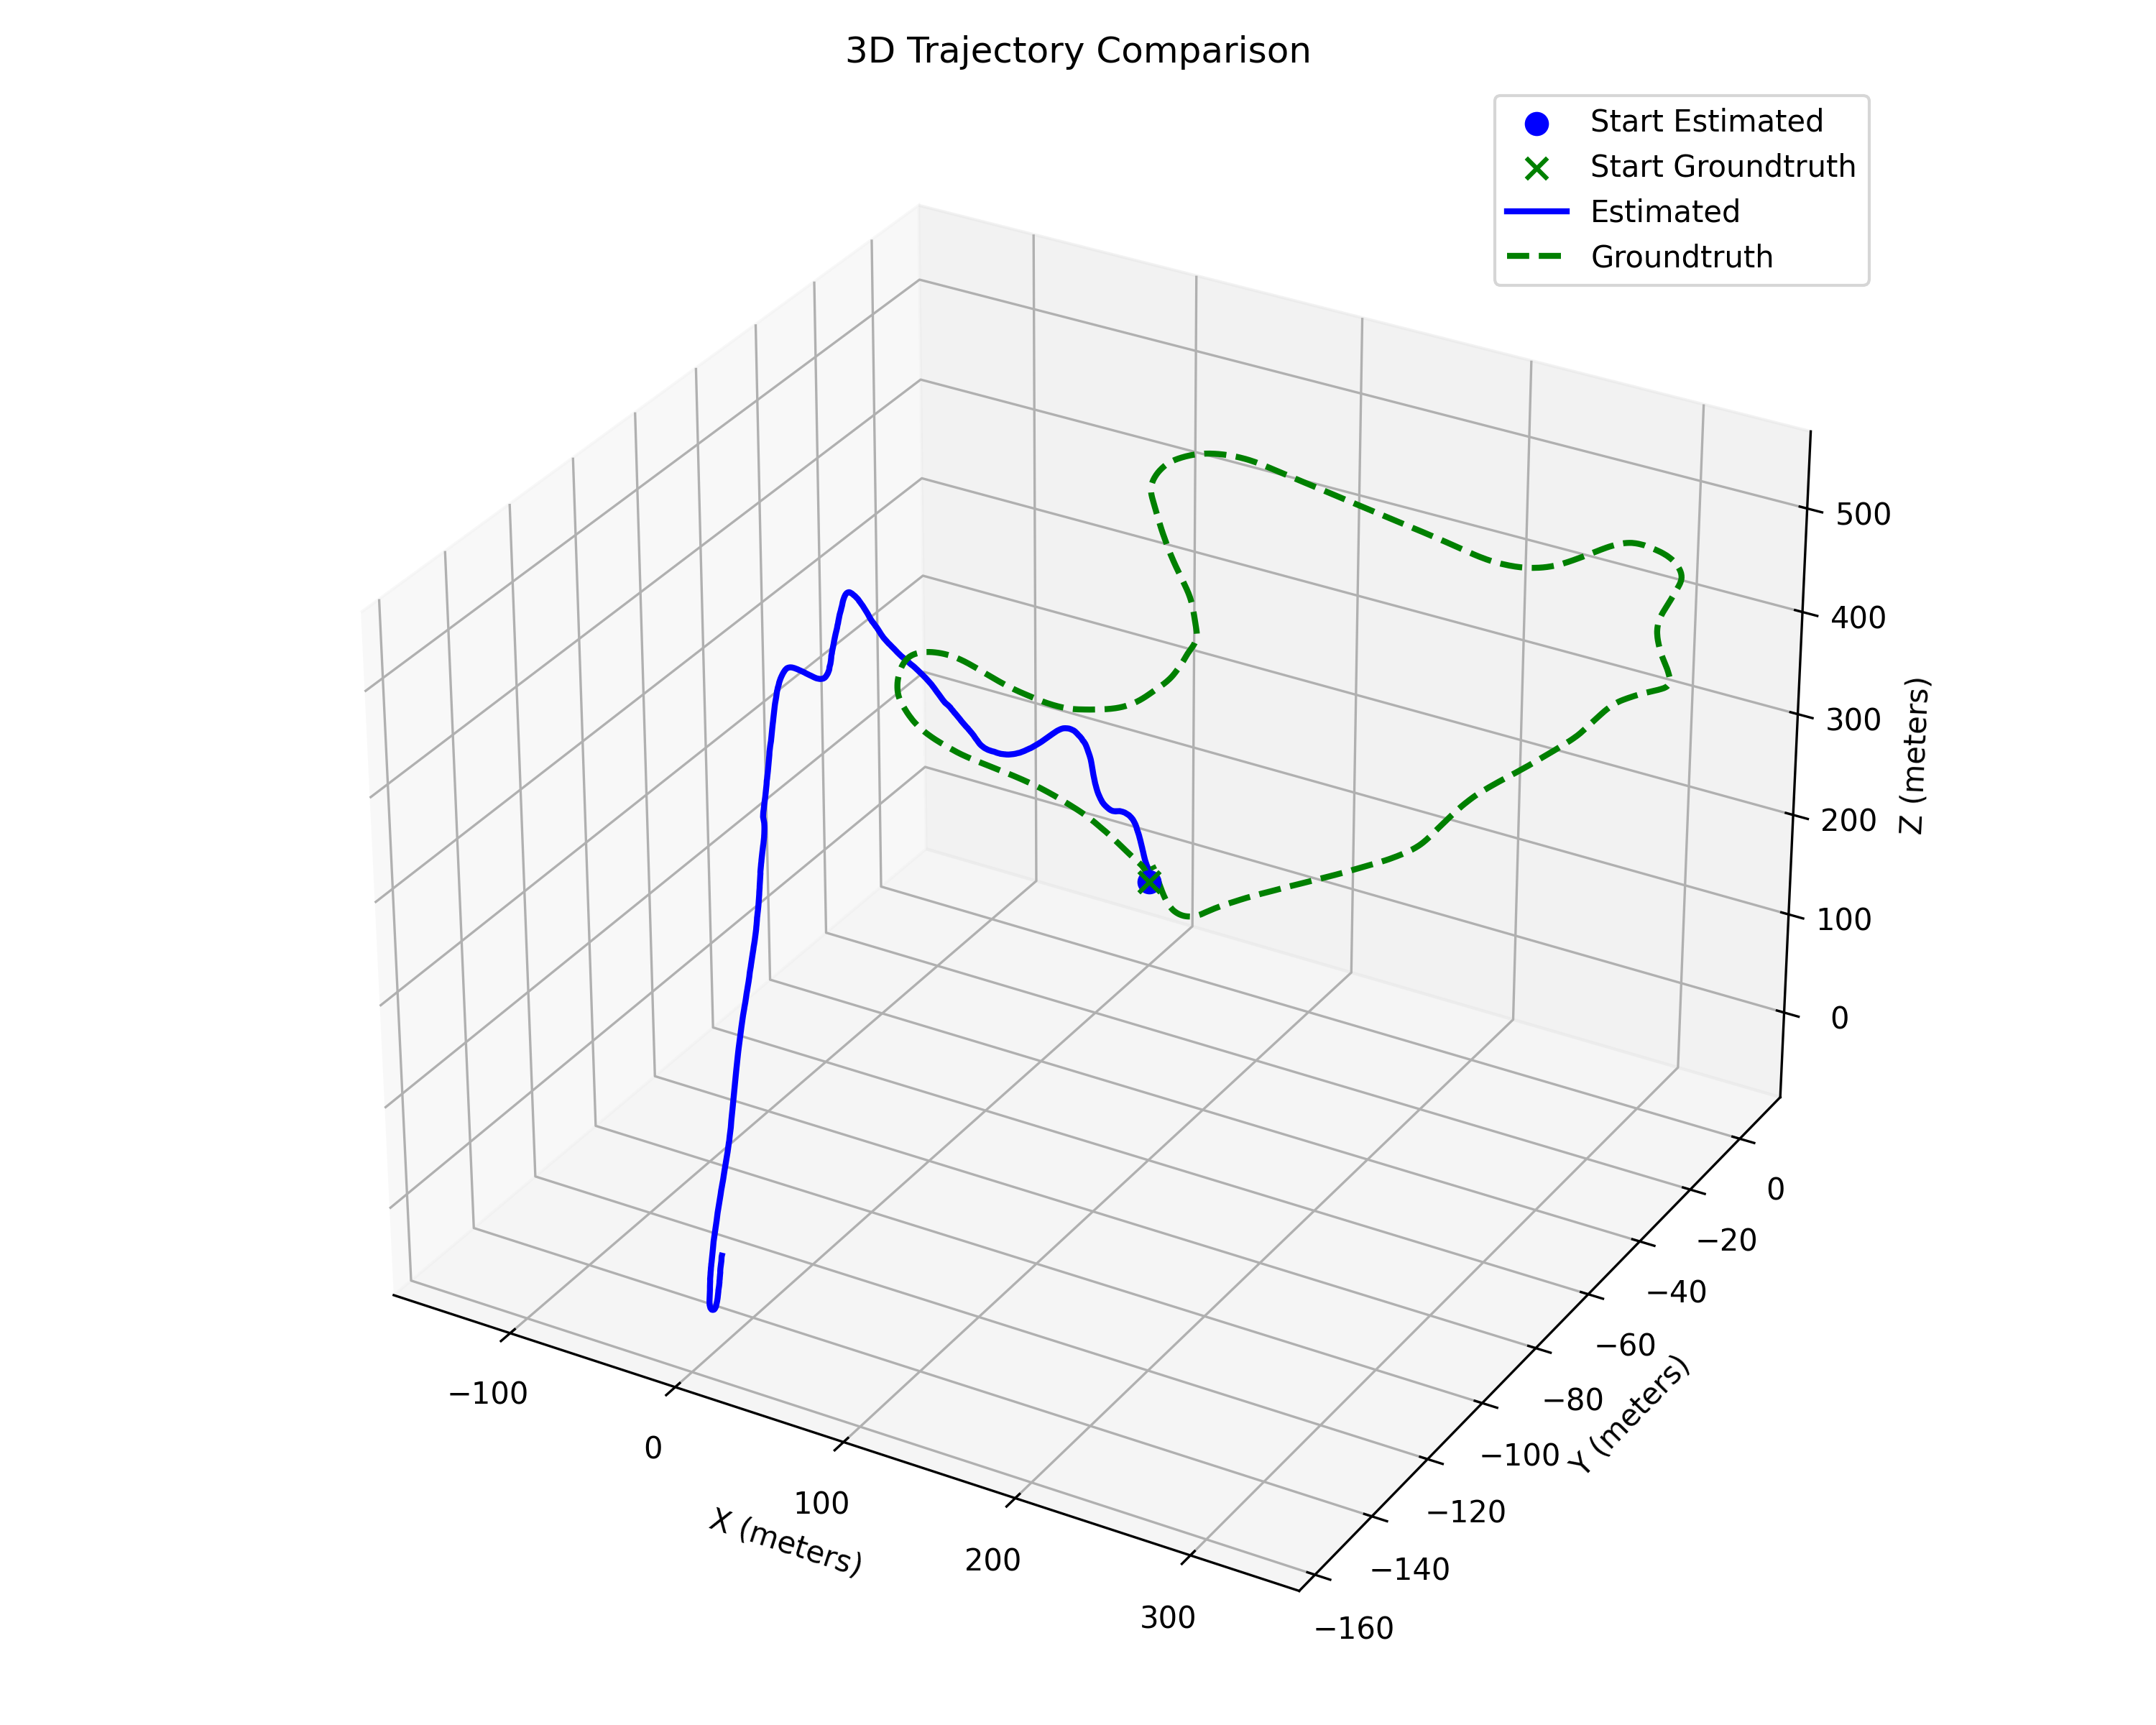 3D Trajectory Comparison
Start Estimated
Start Groundtruth
Estimated
Groundtruth
500
400
300
200
100
0
Z (meters)
0
−20
−40
−60
−80
−100
−120
−140
−160
Y (meters)
−100
0
100
200
300
X (meters)